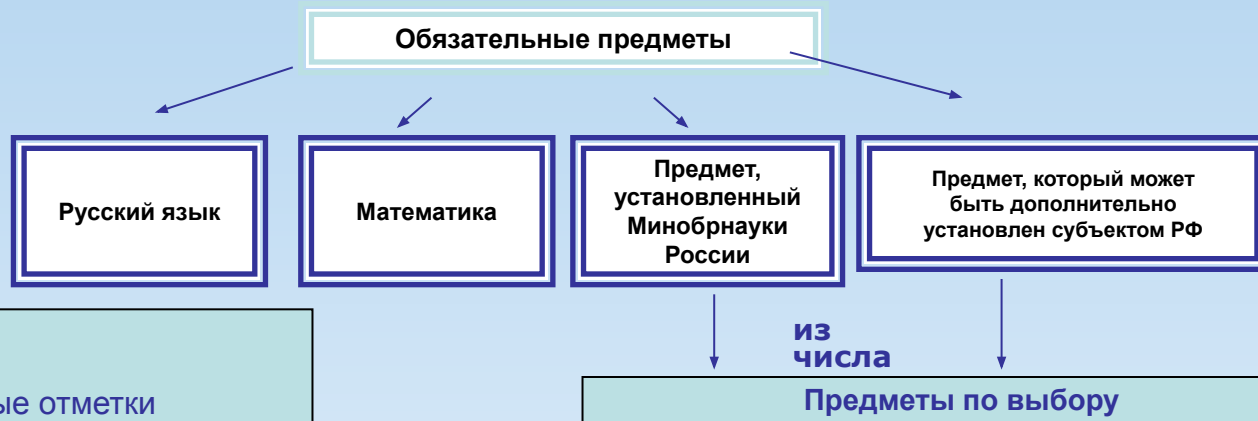 Обязательные предметы
Русский язык
Математика
Предмет,
установленный
Минобрнауки
России
Предмет, который может
быть дополнительно
установлен субъектом РФ
из
числа
отметки
Предметы по выбору